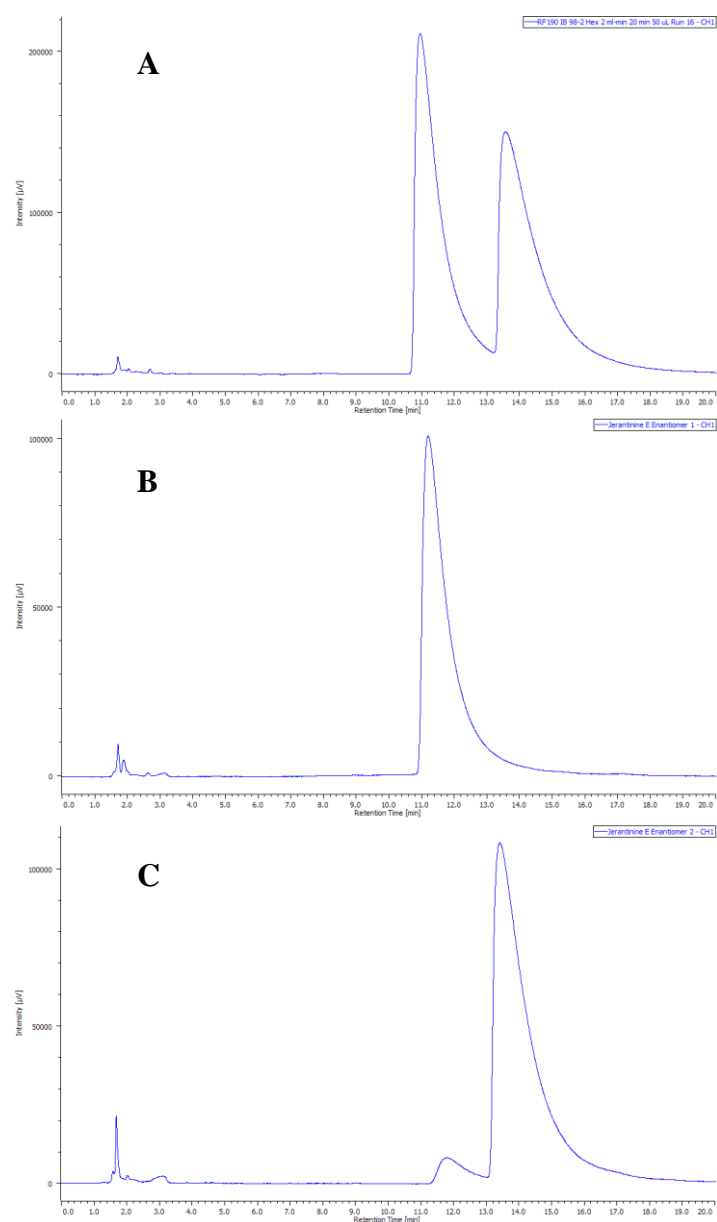 RF190 IB 98-2 Hex 2 ml-min 20 min 50 uL Run 16 - CH1
A
200000
100000
0
Intensity [µV]
0.0 1.0 2.0 3.0 4.0 5.0 6.0 7.0 8.0 9.0 10.0 11.0 12.0 13.0 14.0 15.0 16.0 17.0 18.0 19.0 20.0
Retention Time [min]
Jerantinine E Enantiomer 1 - CH1
B
100000
50000
0
Intensity [µV]
0.0 1.0 2.0 3.0 4.0 5.0 6.0 7.0 8.0 9.0 10.0 11.0 12.0 13.0 14.0 15.0 16.0 17.0 18.0 19.0 20.0
Retention Time [min]
Jerantinine E Enantiomer 2 - CH1
C
100000
50000
0
Intensity [µV]
0.0 1.0 2.0 3.0 4.0 5.0 6.0 7.0 8.0 9.0 10.0 11.0 12.0 13.0 14.0 15.0 16.0 17.0 18.0 19.0 20.0
Retention Time [min]